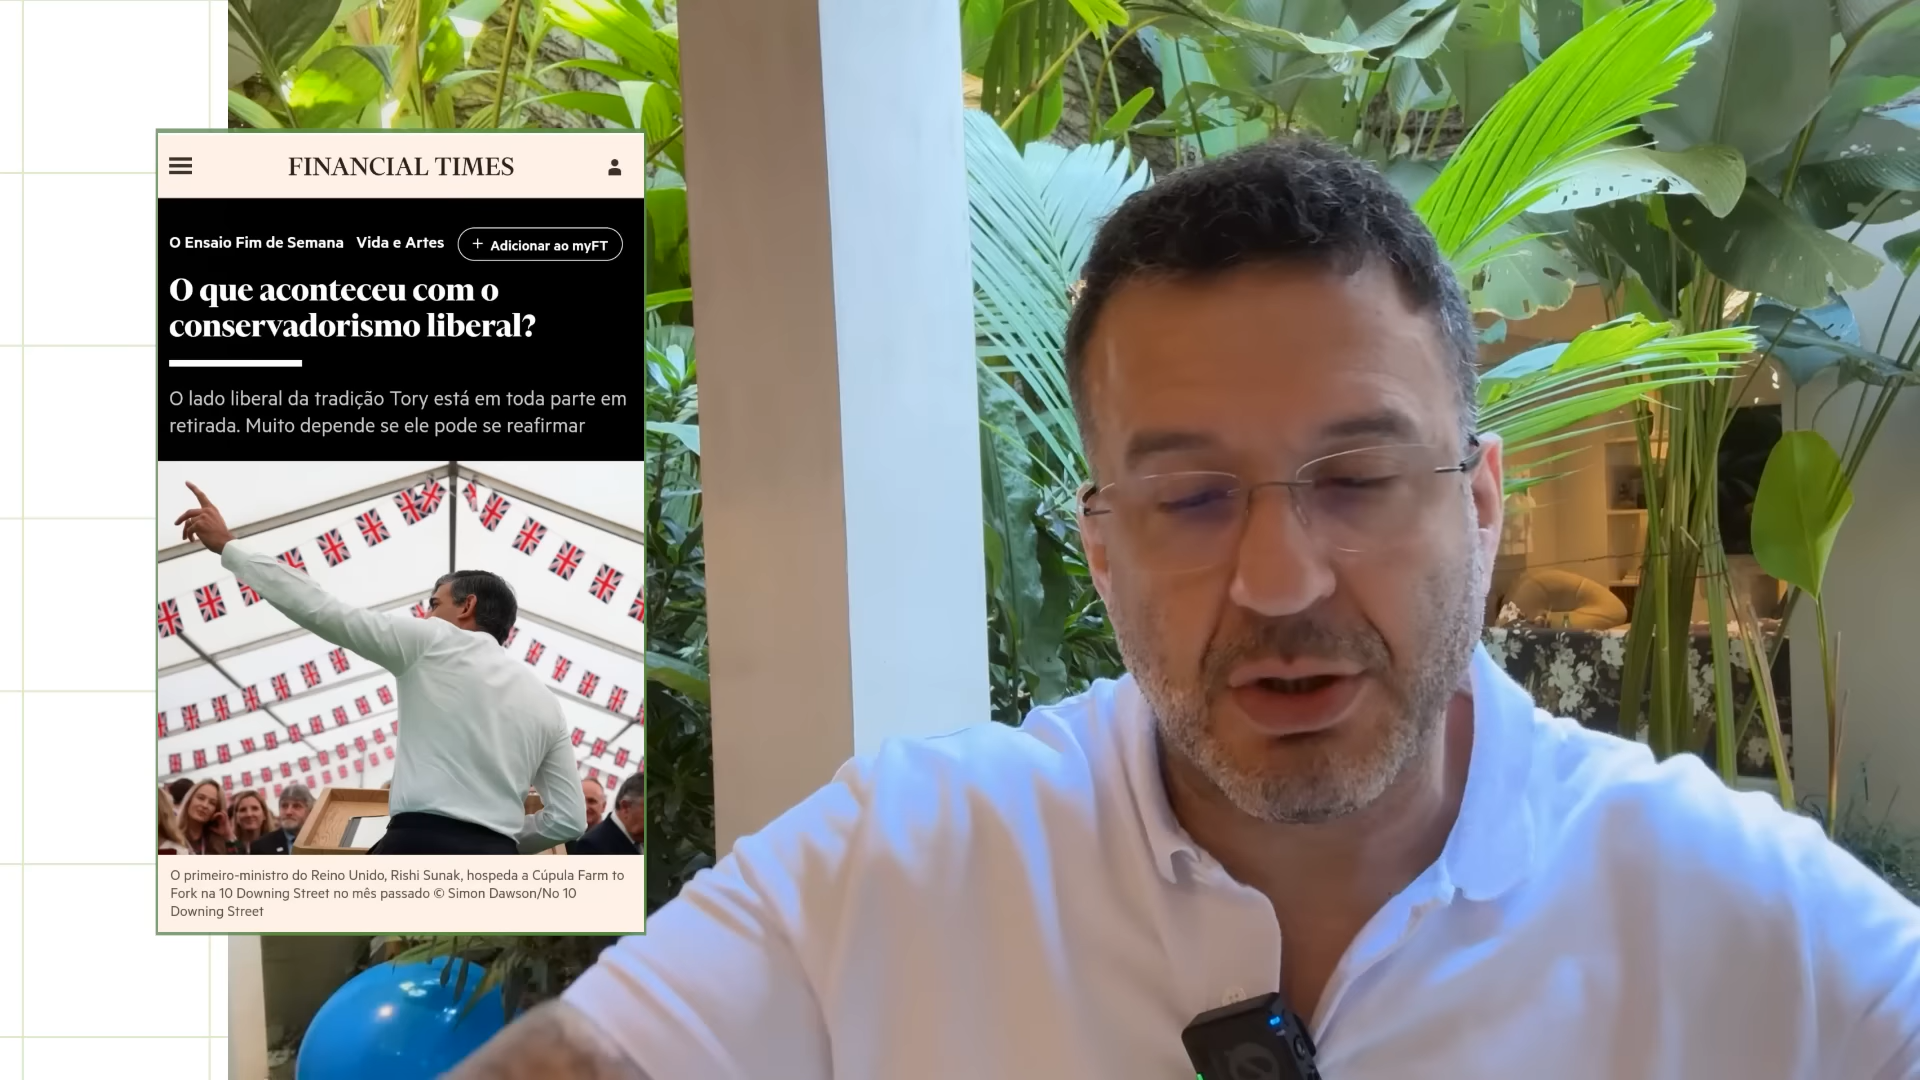 FINANCIAL TIMES
O Ensaio Fim de Semana Vida e Artes + Adicionar ao myFT
O que aconteceu com o
conservadorismo liberal?
O lado liberal da tradição Tory está em toda parte em
retirada. Muito depende se ele pode se reafirmar
O primeiro-ministro do Reino Unido, Rishi Sunak, hospeda a Cúpula Farm to
Fork na 10 Downing Street no mês passado © Simon Dawson/No 10
Downing Street